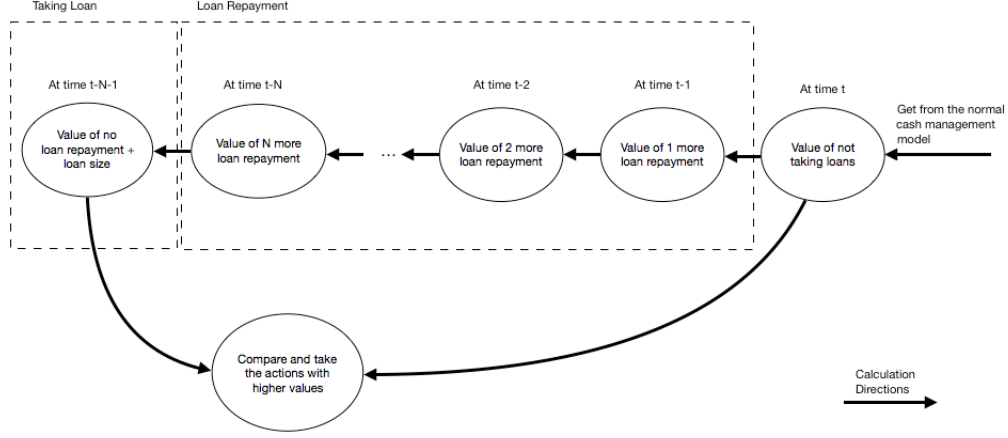 Taking Loan
Loan Repayment
At time t-N-1
At time t-N
At time t-2
At time t-1
At time t
Value of no
loan repayment +
loan size
Value of N more
loan repayment
...
Value of 2 more
loan repayment
Value of 1 more
loan repayment
Value of not
taking loans
Get from the normal
cash management
model
Compare and take
the actions with
higher values
Calculation
Directions